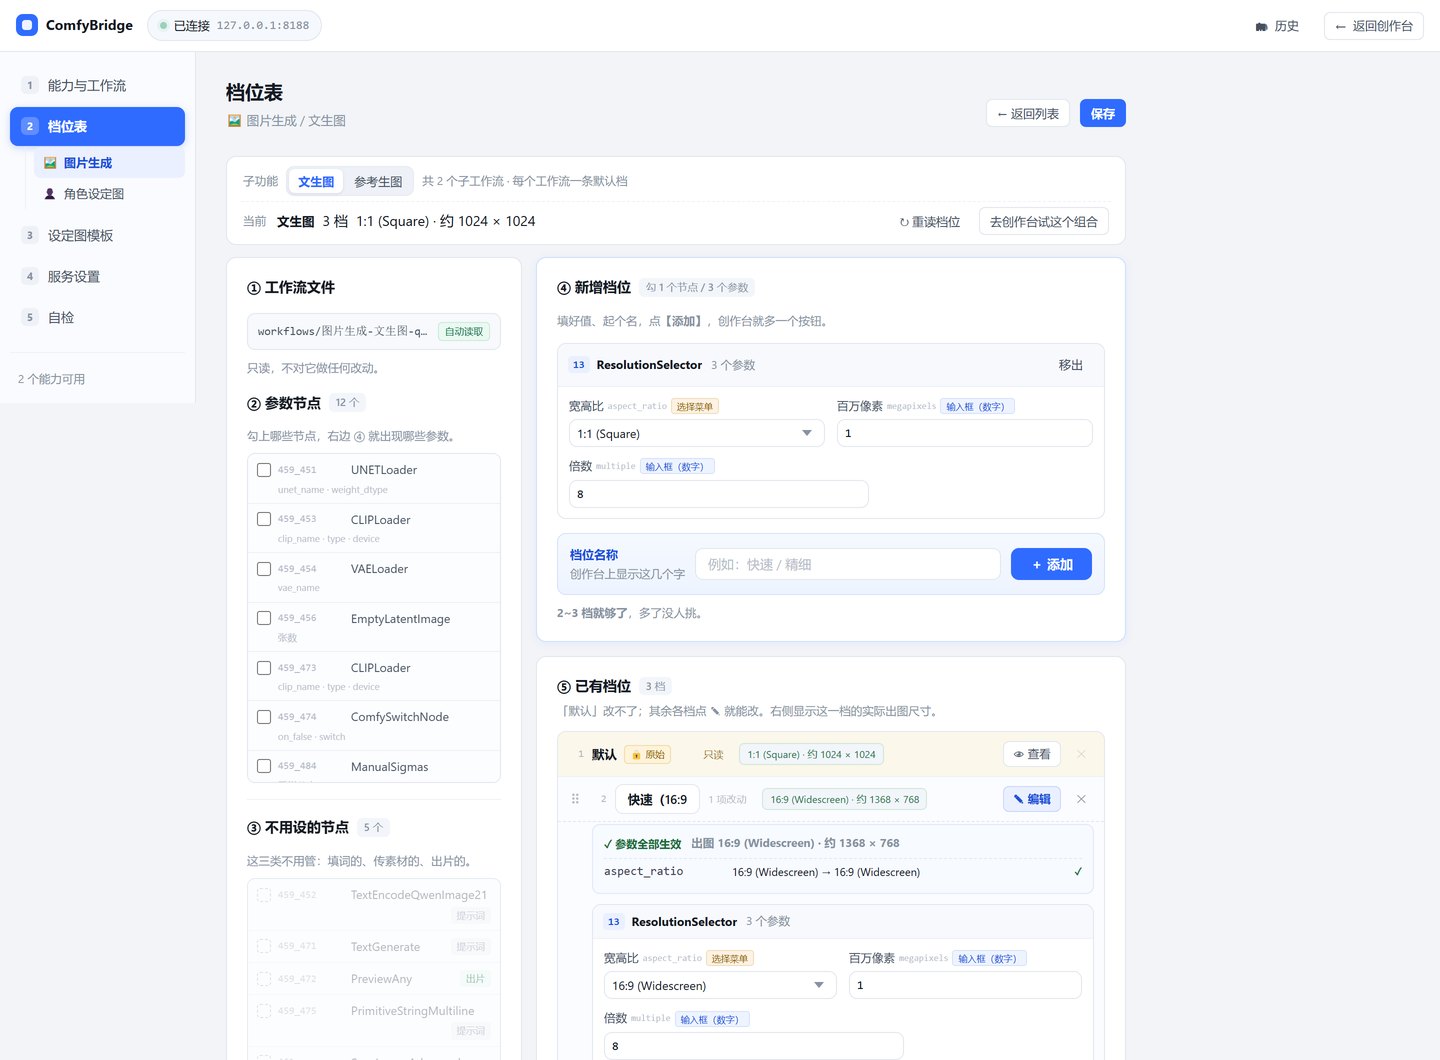 ComfyBridge
已连接 127.0.0.1:8188
历史
← 返回创作台
1 能力与工作流
2 档位表
图片生成
角色设定图
3 设定图模板
4 服务设置
5 自检
2 个能力可用
档位表
图片生成 / 文生图
← 返回列表
保存
子功能 文生图 参考生图 共 2 个子工作流 · 每个工作流一条默认档
当前 文生图 3 档 1:1 (Square) · 约 1024 × 1024
↻ 重读档位
去创作台试这个组合
① 工作流文件
workflows/图片生成-文生图-q… 自动读取
只读，不对它做任何改动。
② 参数节点 12 个
勾上哪些节点，右边 ④ 就出现哪些参数。
459_451 UNETLoader
unet_name · weight_dtype
459_453 CLIPLoader
clip_name · type · device
459_454 VAELoader
vae_name
459_456 EmptyLatentImage
张数
459_473 CLIPLoader
clip_name · type · device
459_474 ComfySwitchNode
on_false · switch
459_484 ManualSigmas
③ 不用设的节点 5 个
这三类不用管：填词的、传素材的、出片的。
459_452 TextEncodeQwenImage21
提示词
459_471 TextGenerate 提示词
459_472 PreviewAny 出片
459_475 PrimitiveStringMultiline
提示词
④ 新增档位 勾 1 个节点 / 3 个参数
填好值、起个名，点【添加】，创作台就多一个按钮。
13 ResolutionSelector 3 个参数 移出
宽高比 aspect_ratio 选择菜单
1:1 (Square)
百万像素 megapixels 输入框（数字）
1
倍数 multiple 输入框（数字）
8
档位名称
创作台上显示这几个字
例如：快速 / 精细
+ 添加
2~3 档就够了，多了没人挑。
⑤ 已有档位 3 档
「默认」改不了；其余各档点 ✎ 就能改。右侧显示这一档的实际出图尺寸。
1 默认 原始 只读 1:1 (Square) · 约 1024 × 1024 查看 ×
2 快速（16:9 1 项改动 16:9 (Widescreen) · 约 1368 × 768 编辑 ×
✓ 参数全部生效 出图 16:9 (Widescreen) · 约 1368 × 768
aspect_ratio 16:9 (Widescreen) → 16:9 (Widescreen) ✓
13 ResolutionSelector 3 个参数
宽高比 aspect_ratio 选择菜单
16:9 (Widescreen)
百万像素 megapixels 输入框（数字）
1
倍数 multiple 输入框（数字）
8